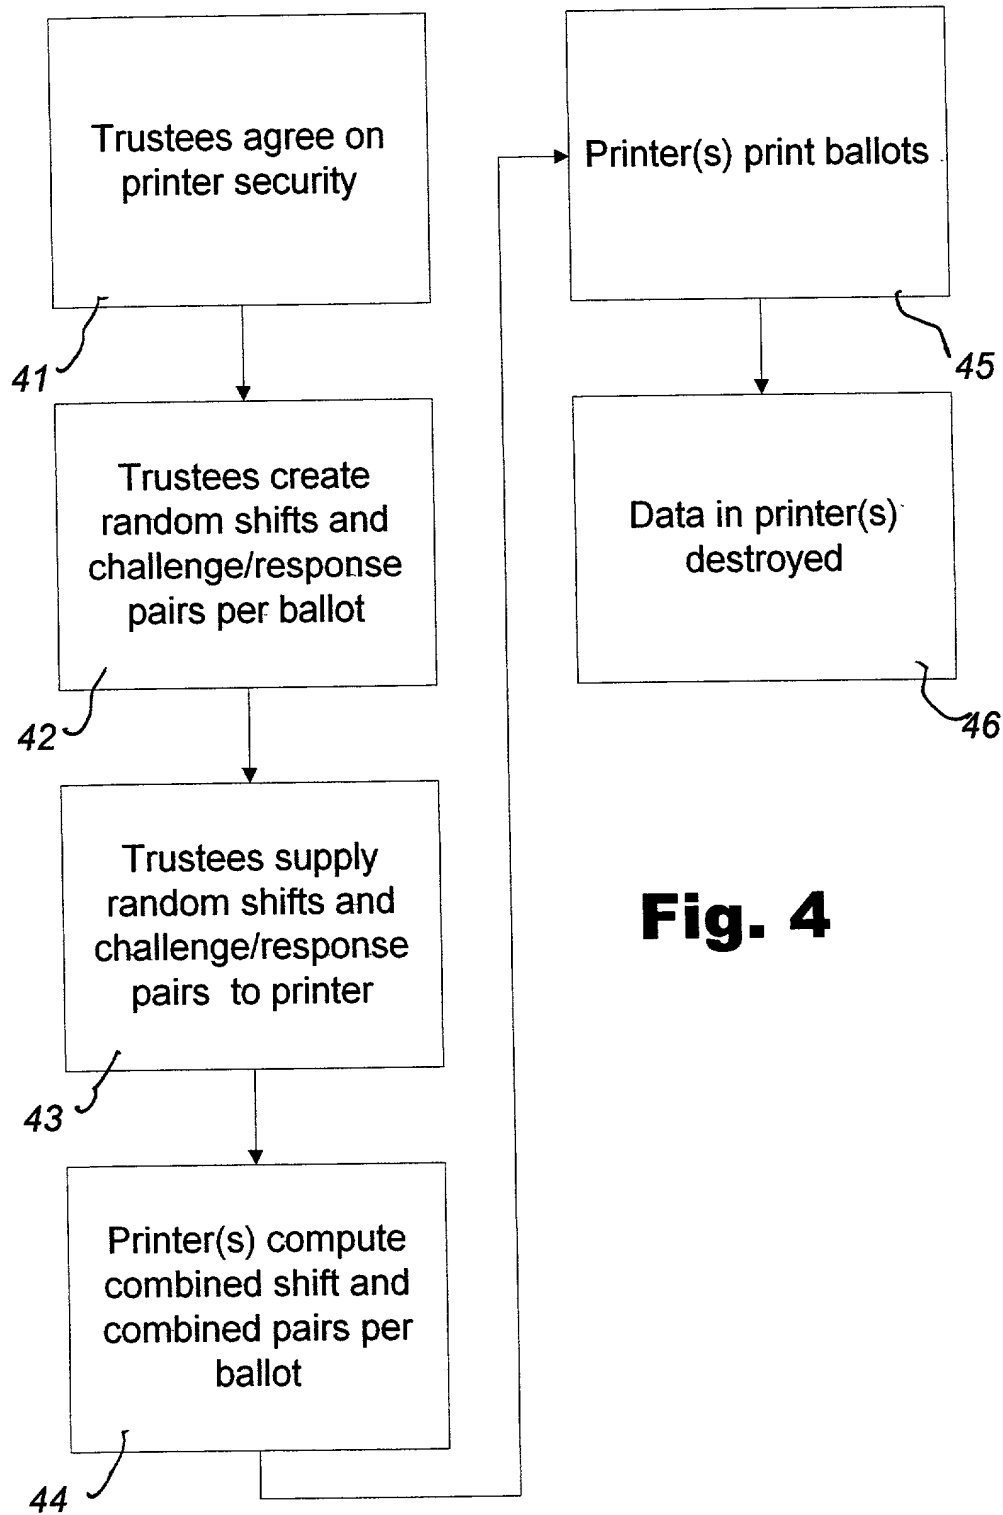 Trustees agree on
printer security
41
Trustees create
random shifts and
challenge/response
pairs per ballot
42
Trustees supply
random shifts and
challenge/response
pairs to printer
43
Printer(s) compute
combined shift and
combined pairs per
ballot
44
Printer(s) print ballots
45
Data in printer(s)
destroyed
46
Fig. 4